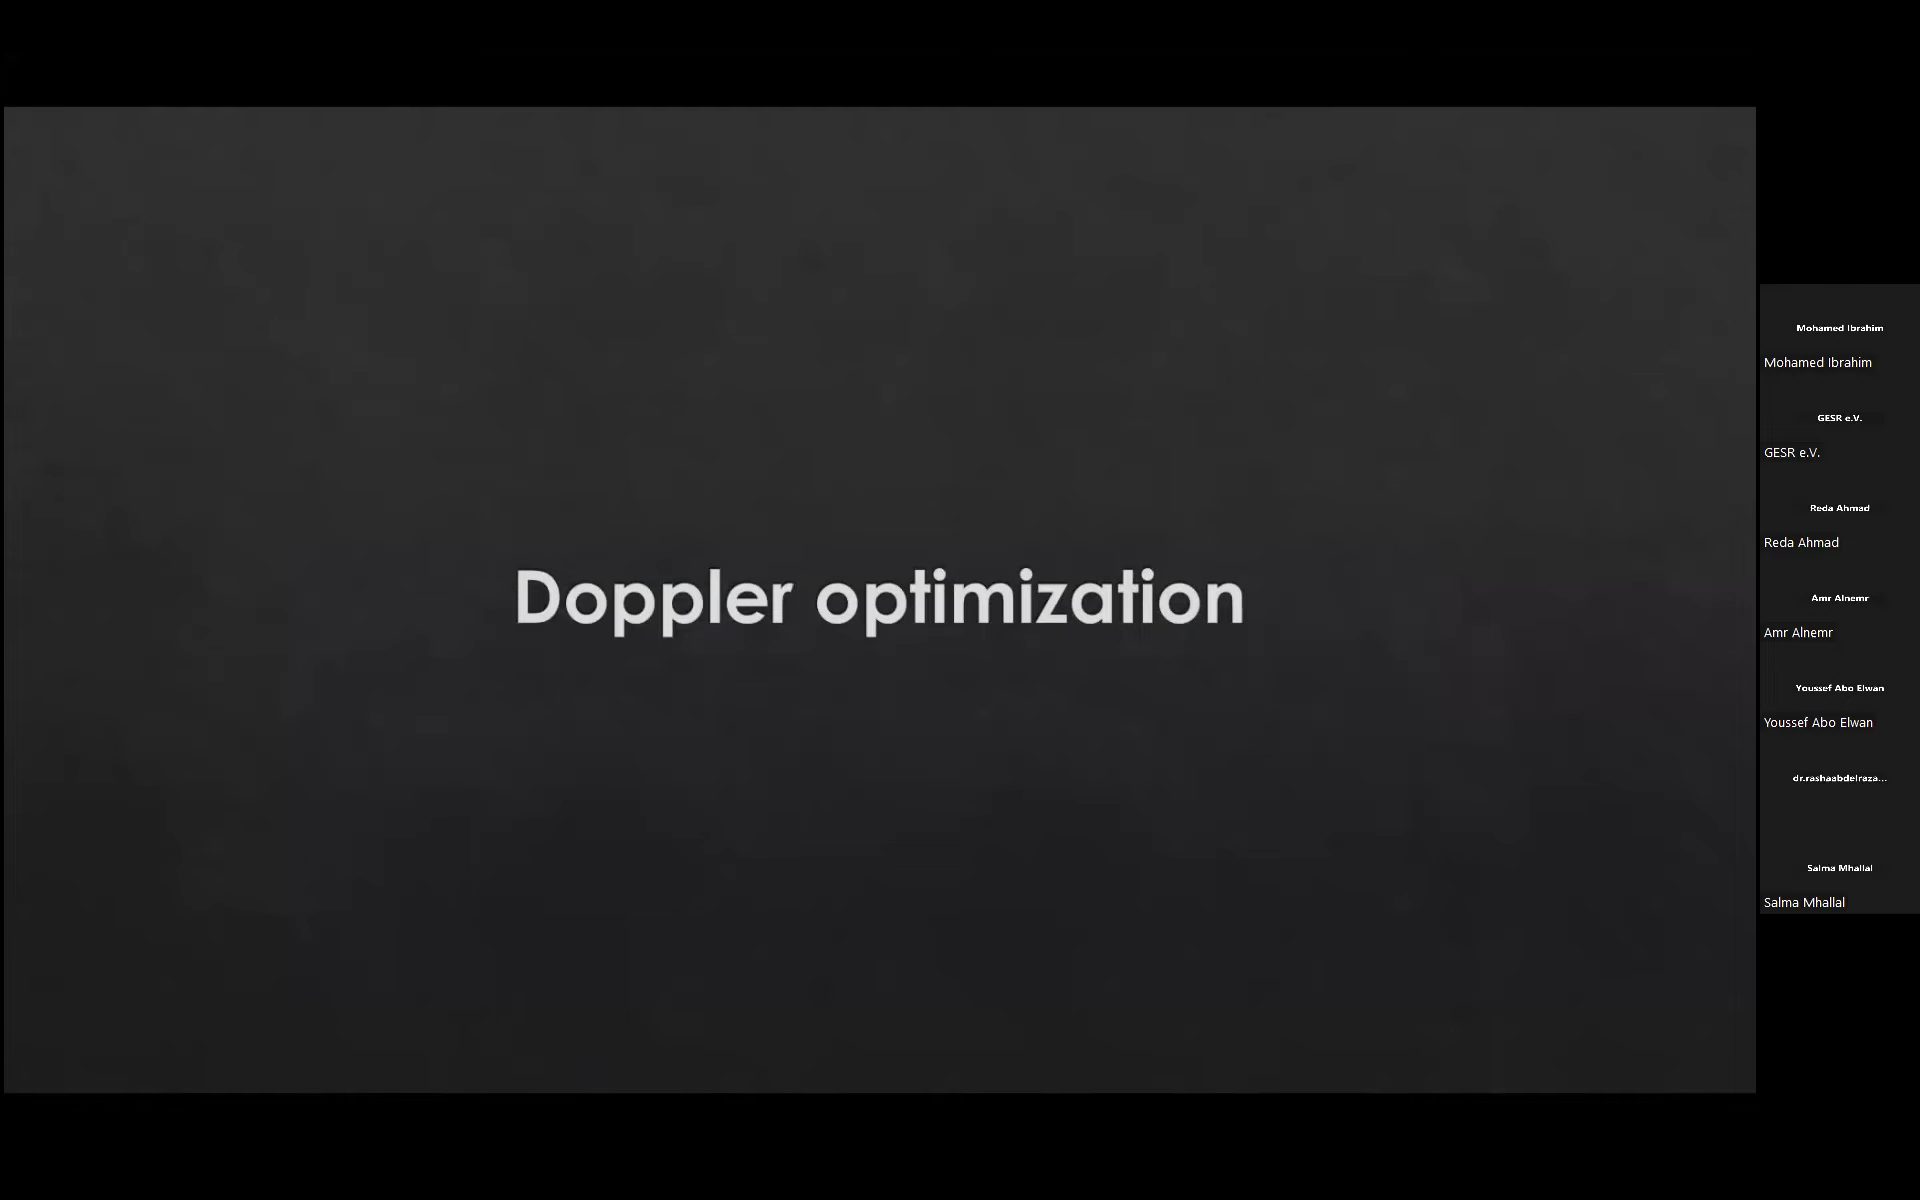 Doppler optimization
Mohamed Ibrahim
Mohamed Ibrahim
GESR e.V.
GESR e.V.
Reda Ahmad
Reda Ahmad
Amr Alnemr
Amr Alnemr
Youssef Abo Elwan
Youssef Abo Elwan
dr.rashaabdelraza...
Salma Mhallal
Salma Mhallal